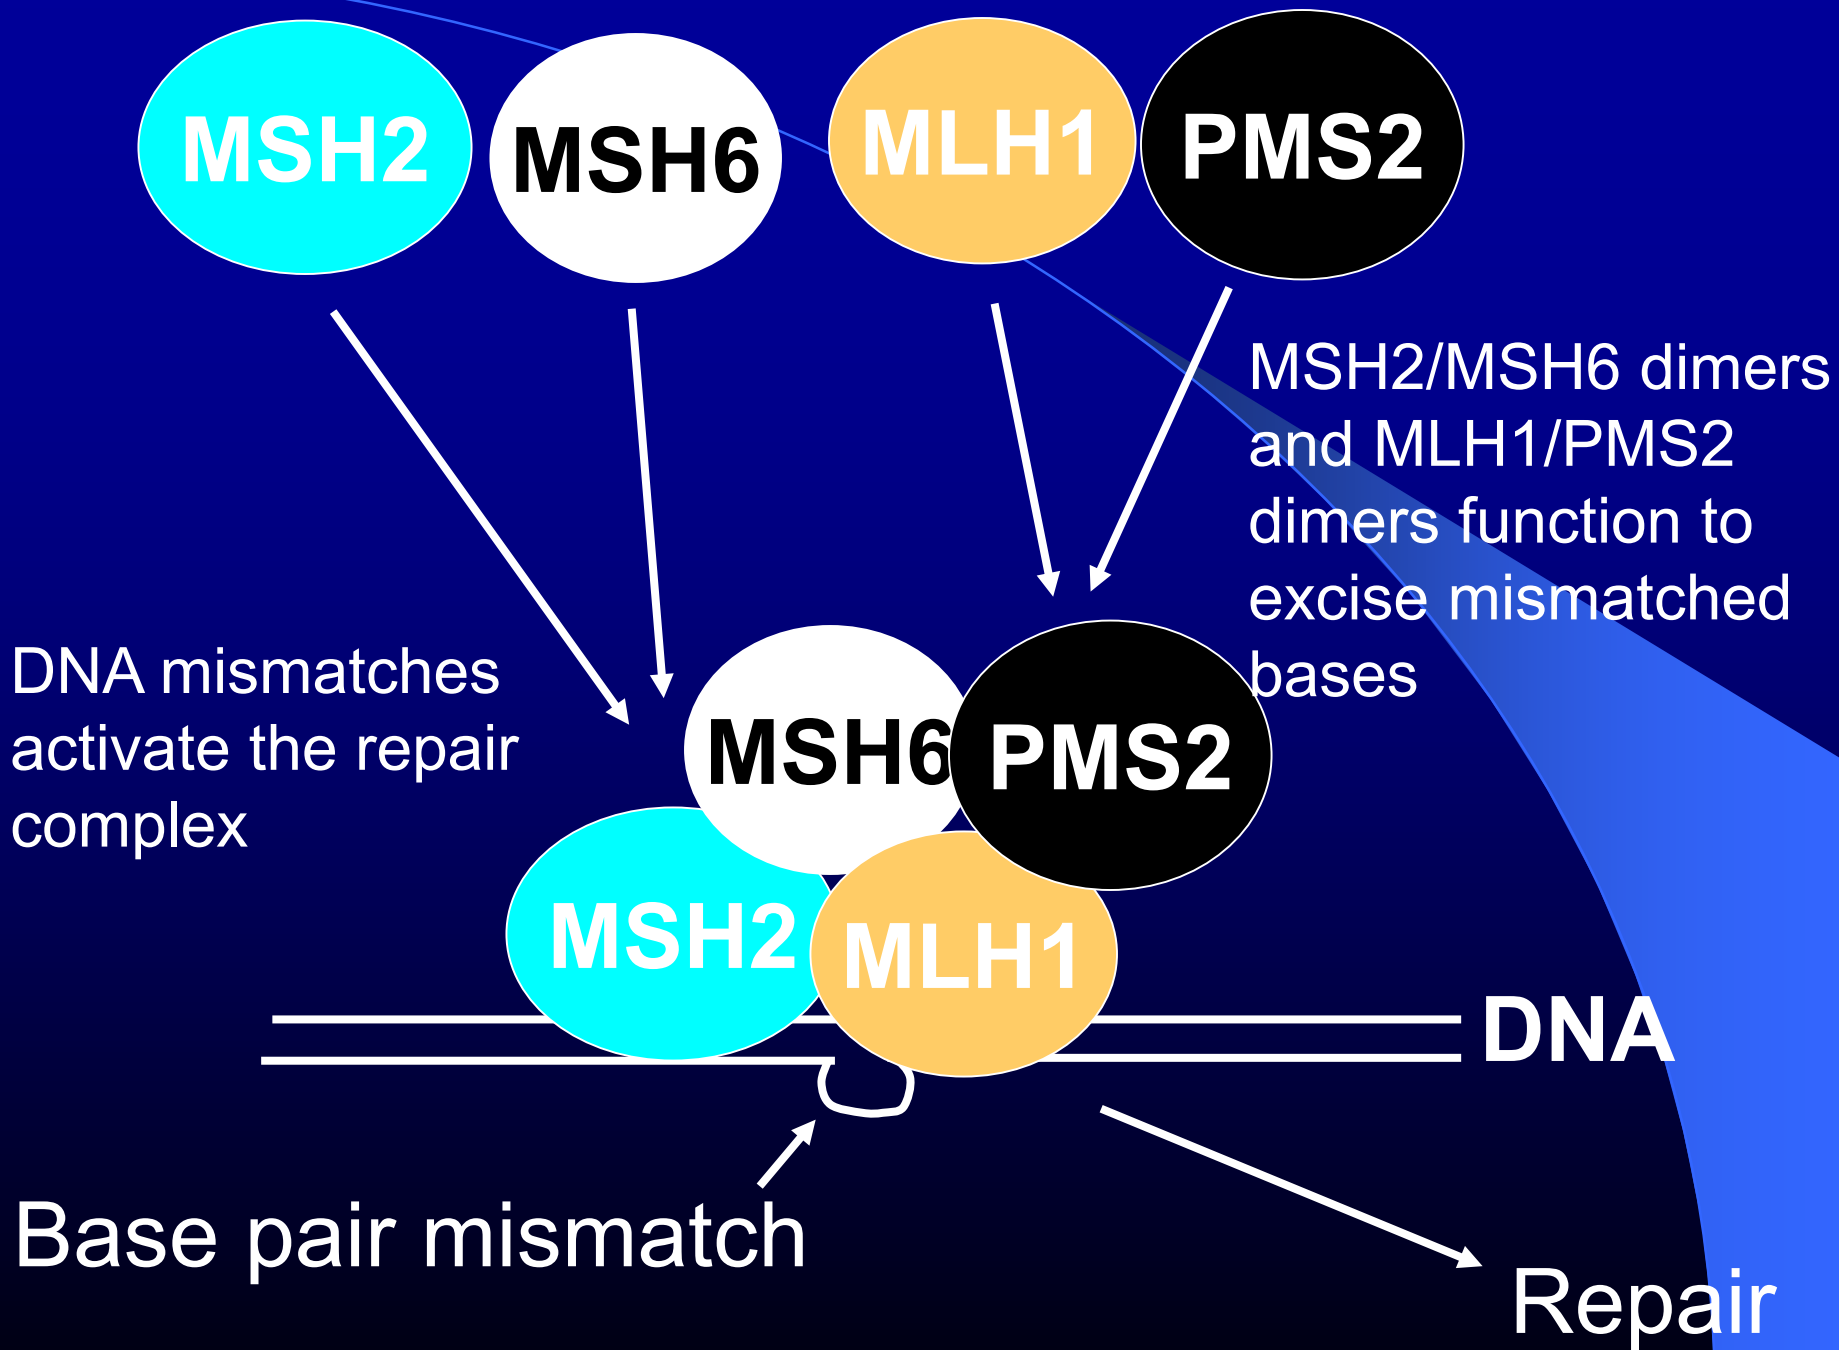 MSH2
MSH6
MLH1
PMS2
MSH2/MSH6 dimers
and MLH1/PMS2
dimers function to
excise mismatched
bases
DNA mismatches
activate the repair
complex
MSH6
PMS2
MSH2
MLH1
DNA
Base pair mismatch
Repair